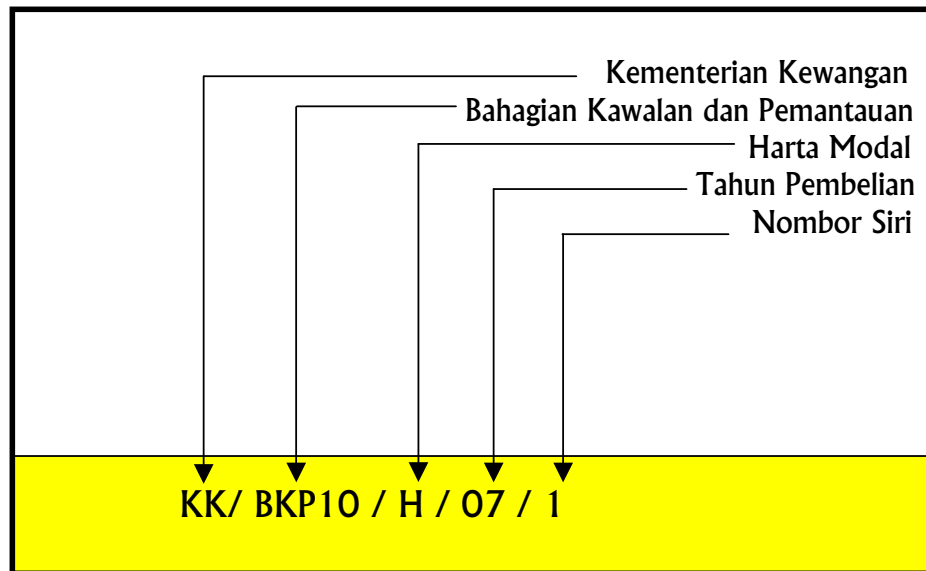 Kementerian Kewangan
Bahagian Kawalan dan Pemantauan
Harta Modal
Tahun Pembelian
Nombor Siri
KK/ BKP10 / H / 07 / 1